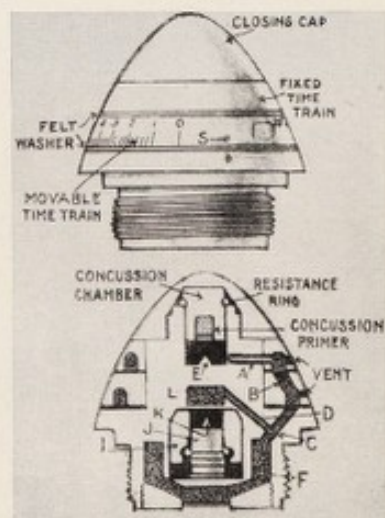 CLOSING CAP
FIXED
TIME
TRAIN
FELT
WASHER
O
S
MOVABLE
TIME TRAIN
CONCUSSION
CHAMBER
RESISTANCE
RING
CONCUSSION
PRIMER
VENT
E
A
B
L
D
K
J
C
F